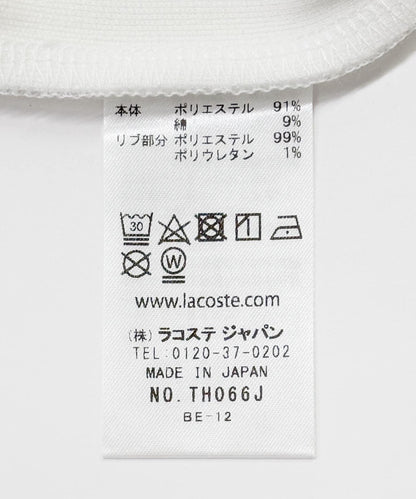 本体 ポリエステル 91%
綿 9%
リブ部分 ポリエステル 99%
ポリウレタン 1%
30
W
www.lacoste.com
(株) ラコステ ジャパン
TEL:0120-37-0202
MADE IN JAPAN
NO.TH066J
BE-12